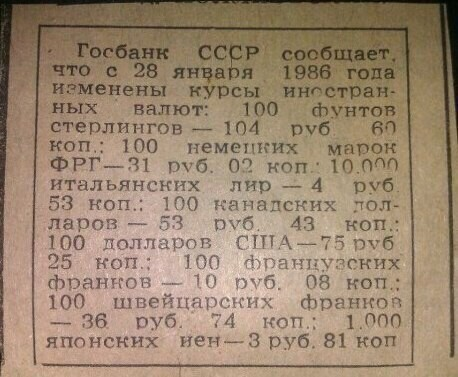 Госбанк СССР сообщает,
что с 28 января 1986 года
изменены курсы иностран-
ных валют: 100 фунтов
стерлингов — 104 руб 60
коп.; 100 немецких марок
ФРГ—31 руб. 02 коп.; 10.000
итальянских лир — 4 руб
53 коп.; 100 канадских дол-
ларов — 53 руб. 43 коп.;
100 долларов США—75 руб
25 коп.; 100 французских
франков — 10 руб. 08 коп.;
100 швейцарских франков
— 36 руб. 74 коп.; 1.000
японских иен—3 руб. 81 коп